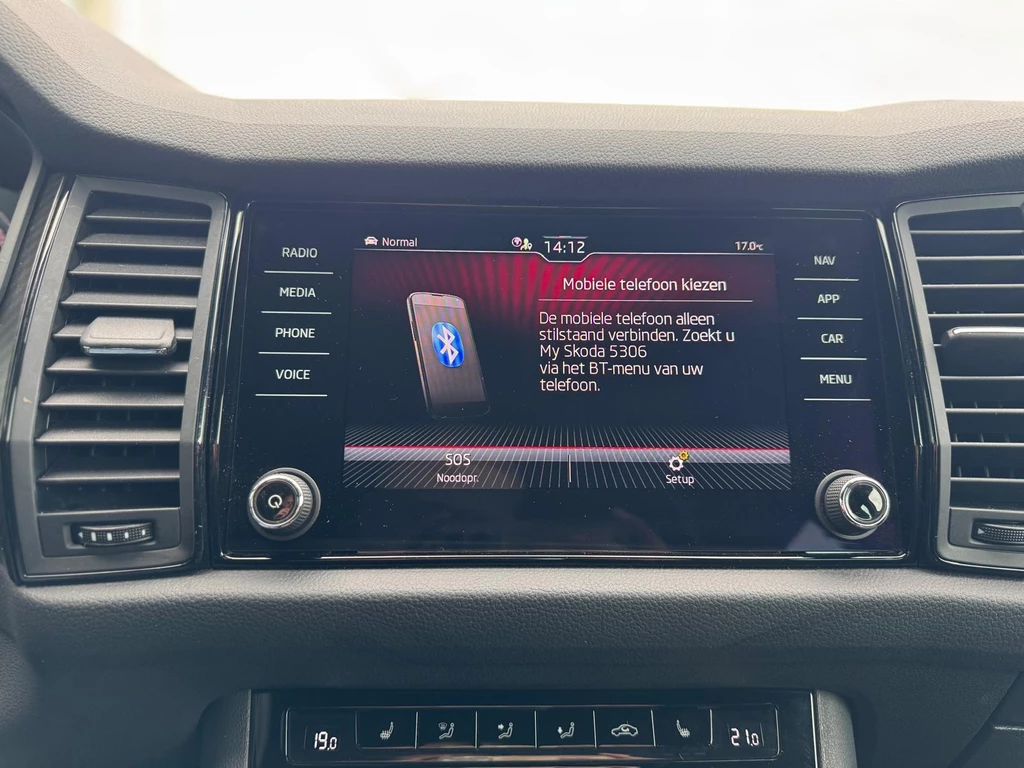 Normal
14:12
17.0°C
RADIO
MEDIA
PHONE
VOICE
Mobiele telefoon kiezen
De mobiele telefoon alleen
stilstaand verbinden. Zoekt u
My Skoda 5306
via het BT-menu van uw
telefoon.
SOS
Noodopr.
Setup
NAV
APP
CAR
MENU
19.0
21.0